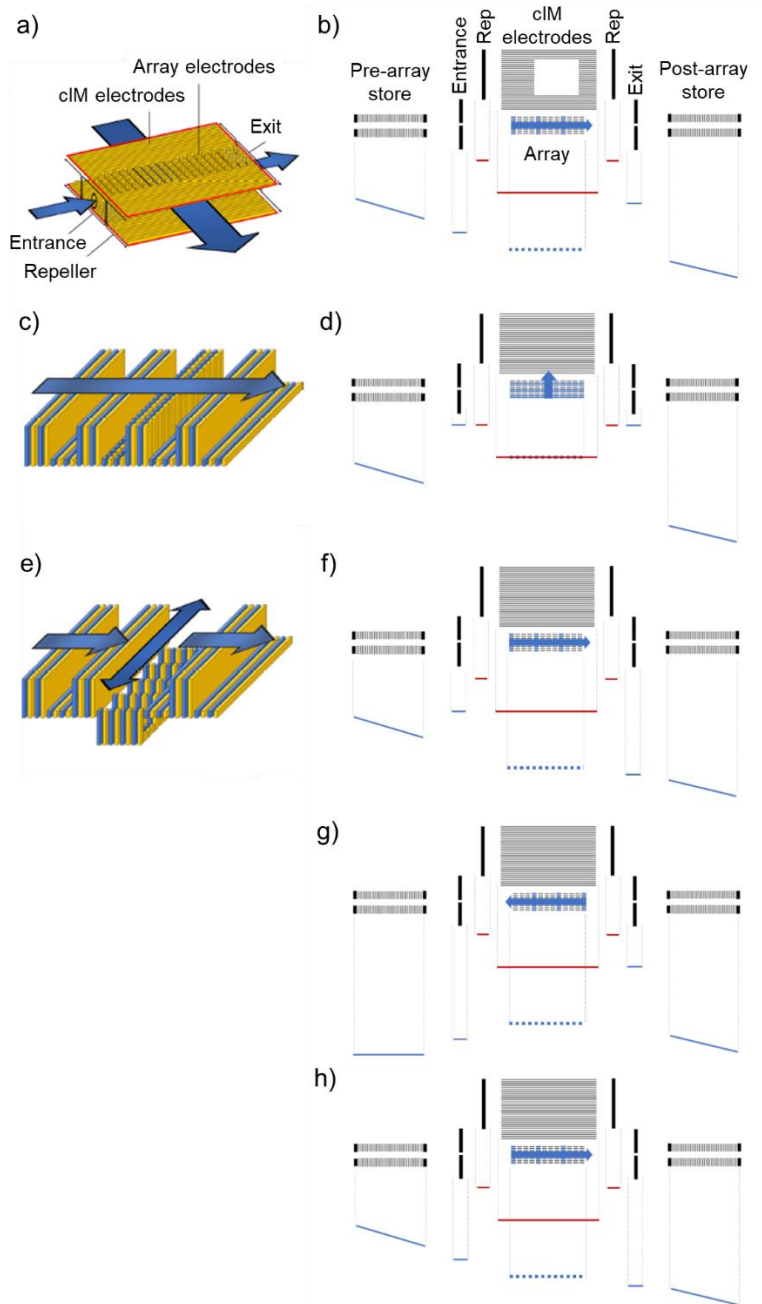 a)
Array electrodes
cIM electrodes
Exit
Entrance
Repeller
b)
Pre-array
store
Entrance
Rep
cIM
electrodes
Rep
Exit
Post-array
store
Array
c)
d)
e)
f)
g)
h)